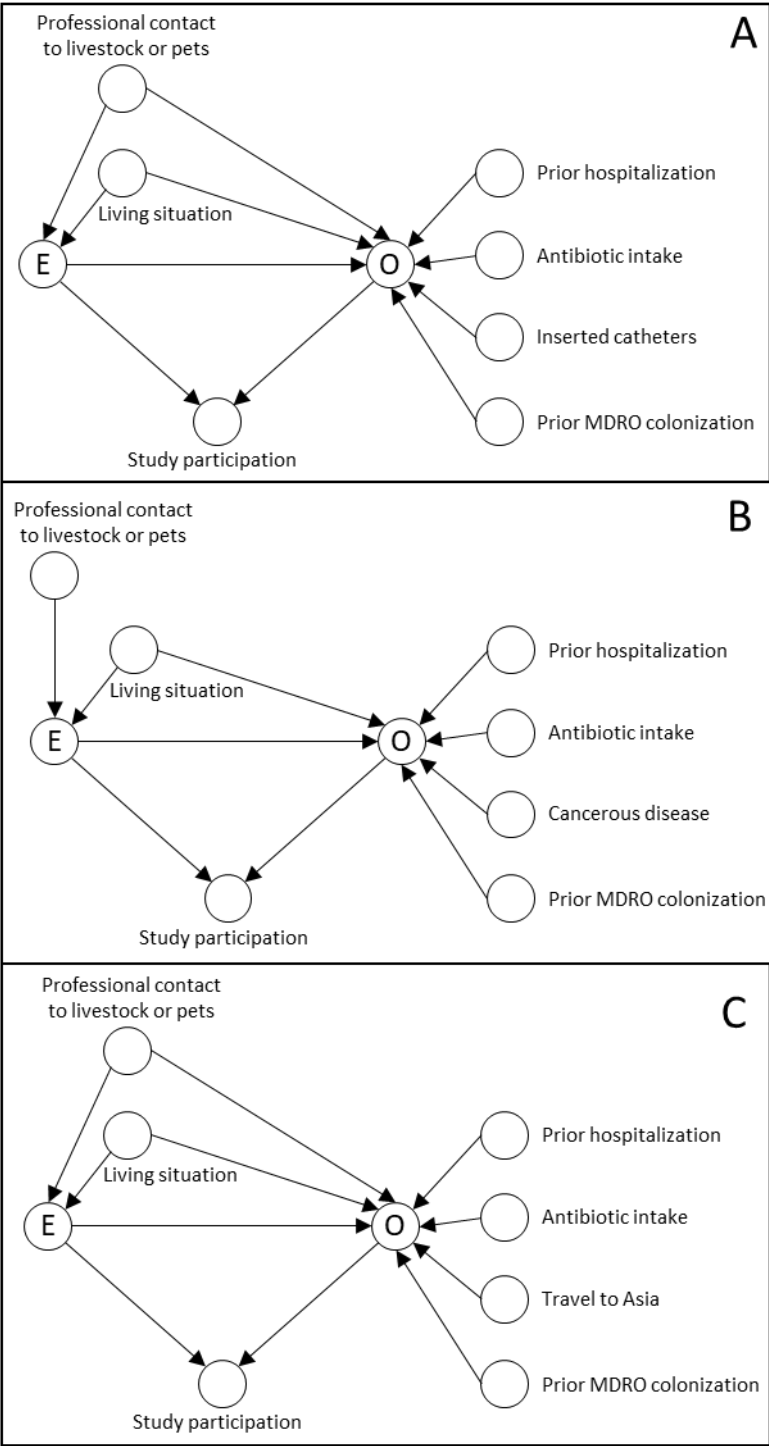 Professional contact
to livestock or pets
A
Prior hospitalization
Living situation
Antibiotic intake
E
O
Inserted catheters
Prior MDRO colonization
Study participation
Professional contact
to livestock or pets
B
Prior hospitalization
Living situation
Antibiotic intake
E
O
Cancerous disease
Prior MDRO colonization
Study participation
Professional contact
to livestock or pets
C
Prior hospitalization
Living situation
Antibiotic intake
E
O
Travel to Asia
Prior MDRO colonization
Study participation